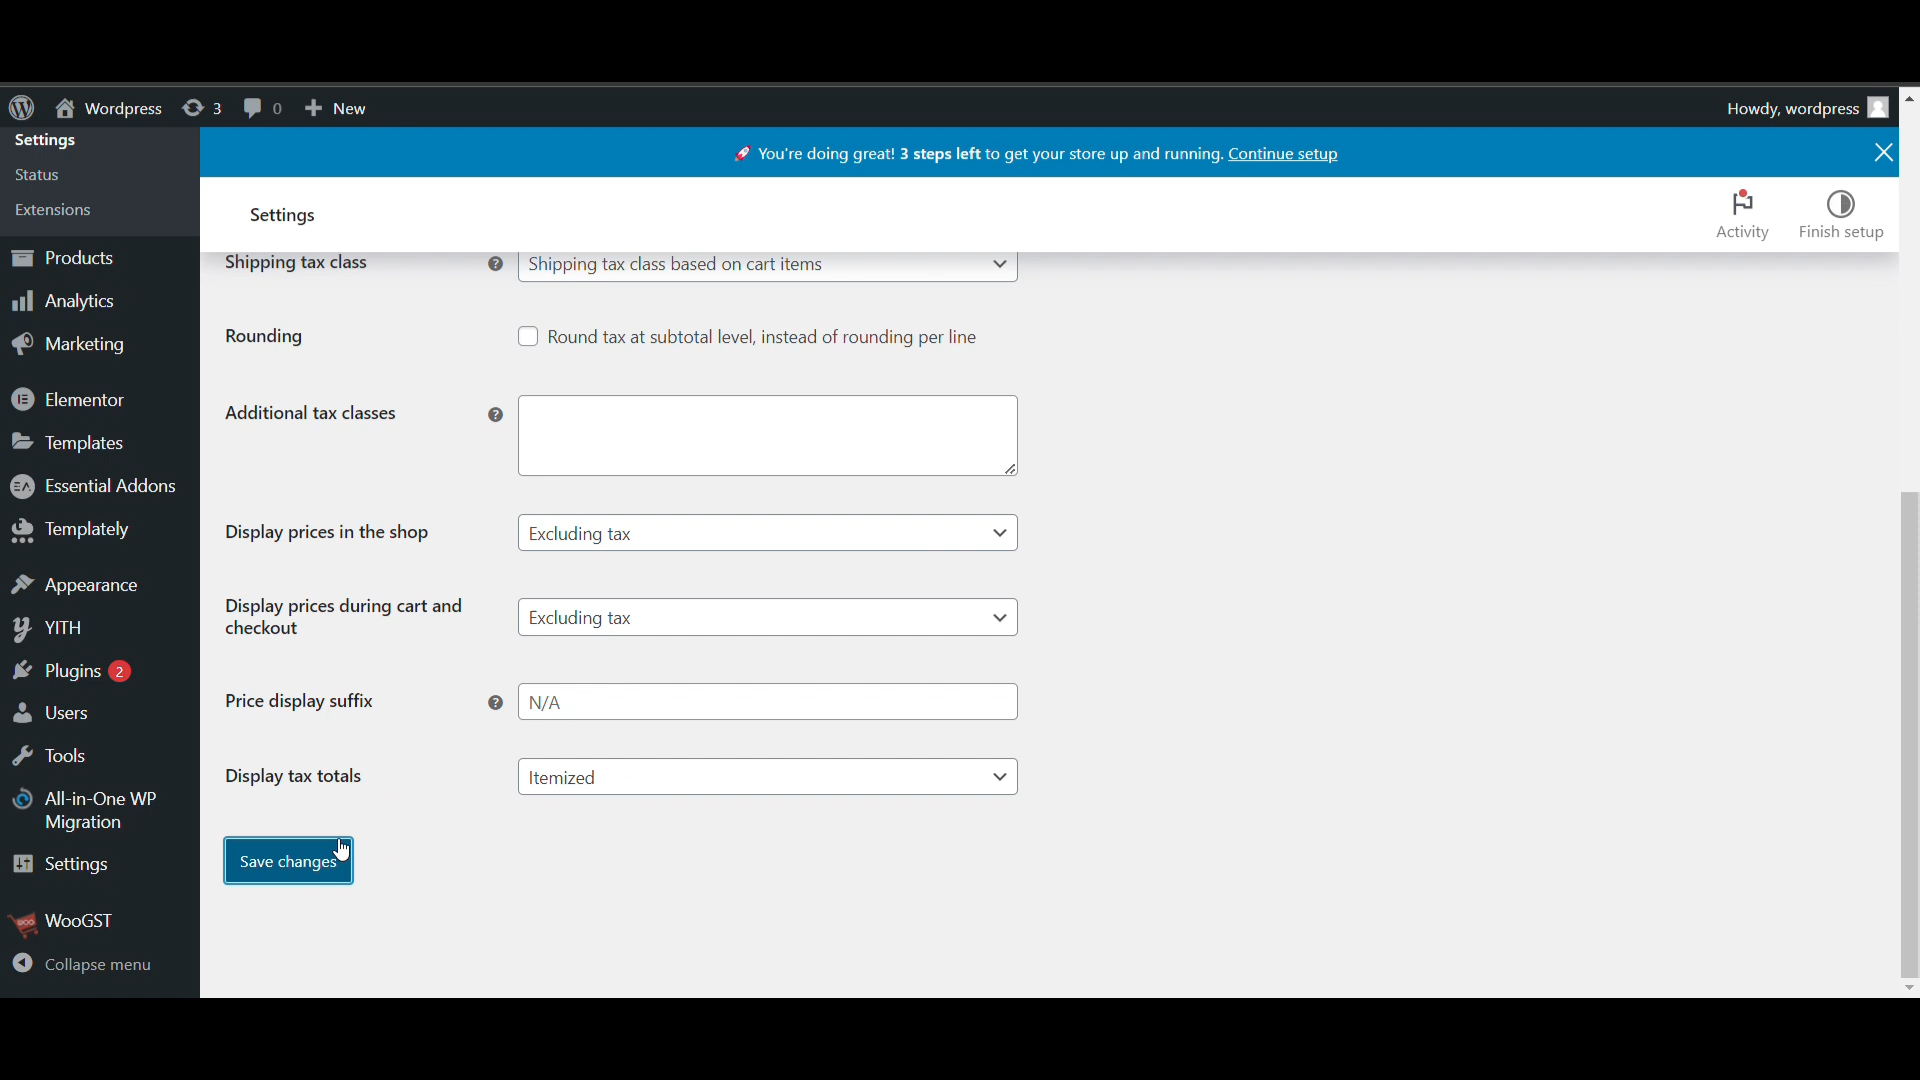 Wordpress 3 0 New Howdy, wordpress
Settings
Status
Extensions
Products
Analytics
Marketing
Elementor
Templates
Essential Addons
Templately
Appearance
YITH
Plugins 2
Users
Tools
All-in-One WP
Migration
Settings
WooGST
Collapse menu
You're doing great! 3 steps left to get your store up and running. Continue setup
Settings
Activity
Finish setup
Shipping tax class Shipping tax class based on cart items
Rounding Round tax at subtotal level, instead of rounding per line
Additional tax classes
Display prices in the shop Excluding tax
Display prices during cart and
checkout
Excluding tax
Price display suffix N/A
Display tax totals Itemized
Save changes